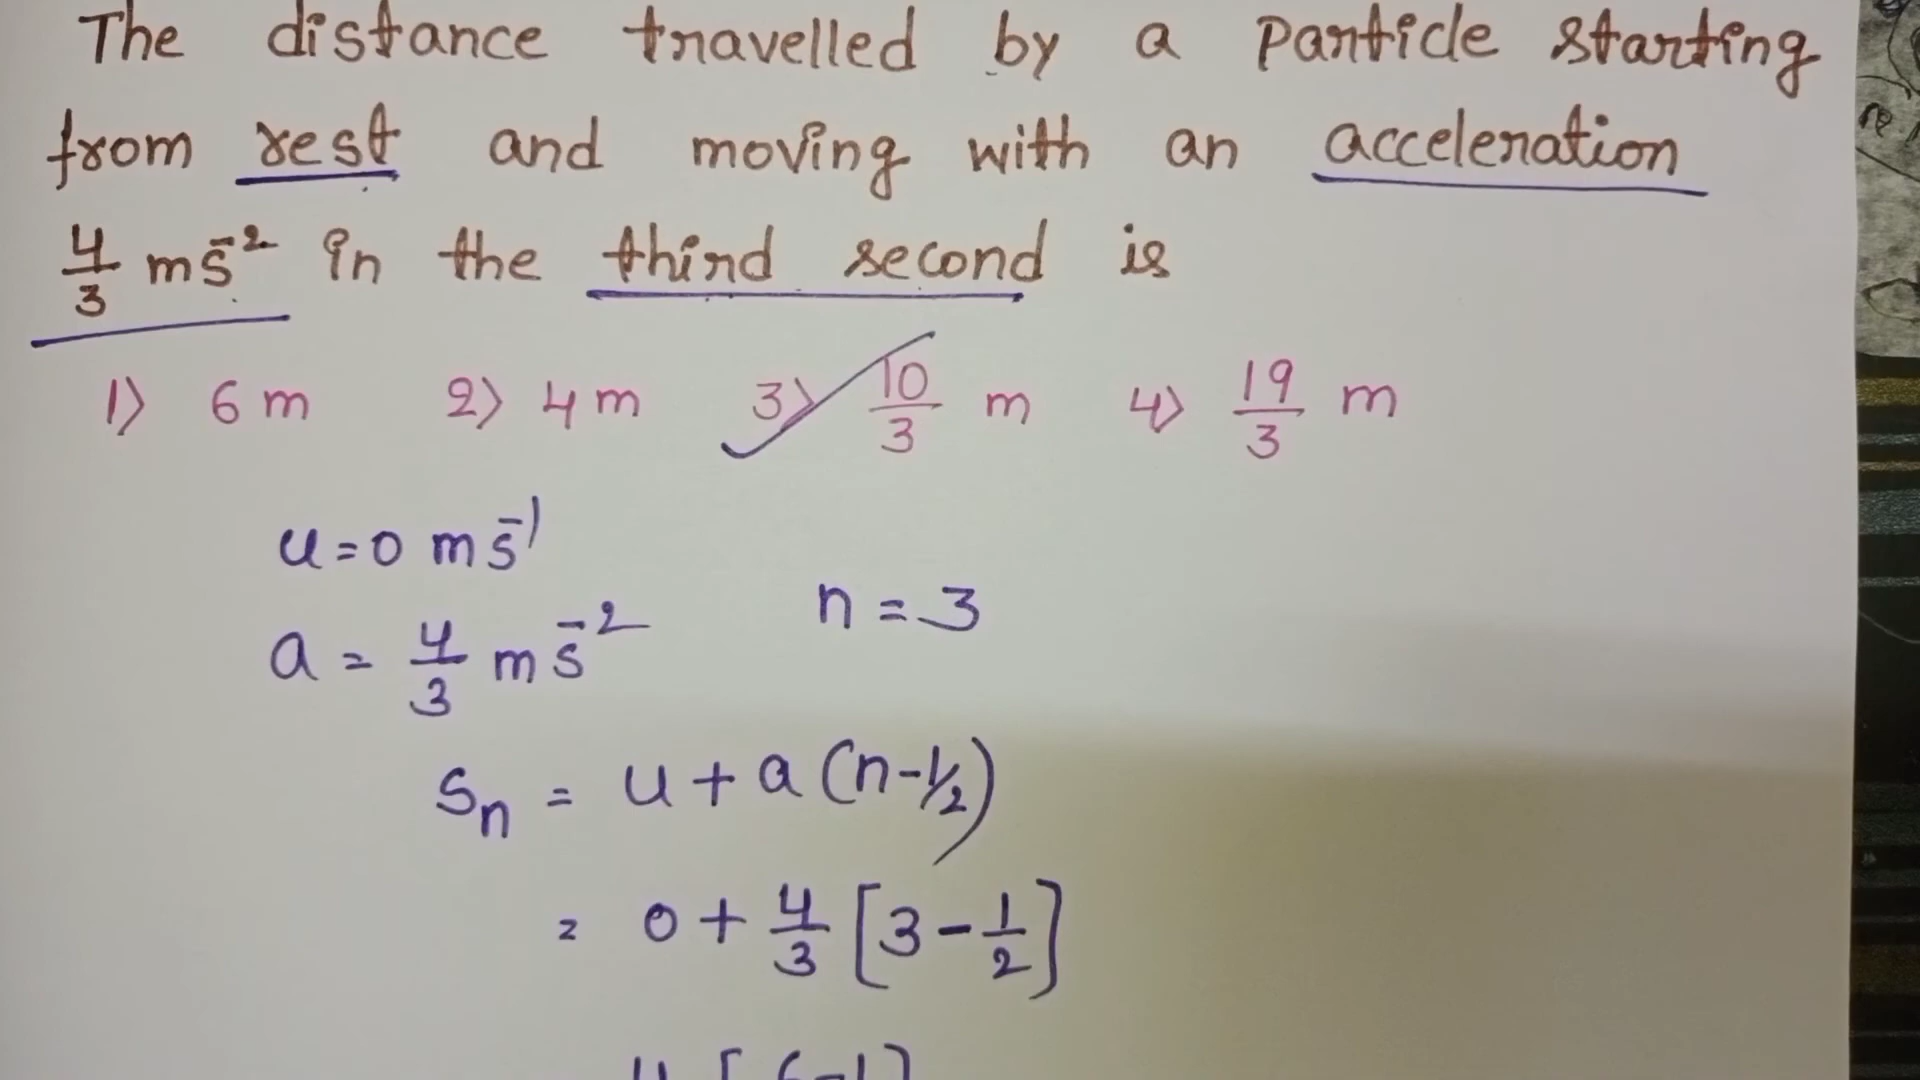 The distance travelled by a particle starting
from rest and moving with an acceleration
4/3 ms⁻² in the third second is
1) 6 m 2) 4 m 3) 10/3 m 4) 19/3 m
u = 0 ms⁻¹
n = 3
a = 4/3 ms⁻²
Sn = u + a (n - 1/2)
= 0 + 4/3 [3 - 1/2]